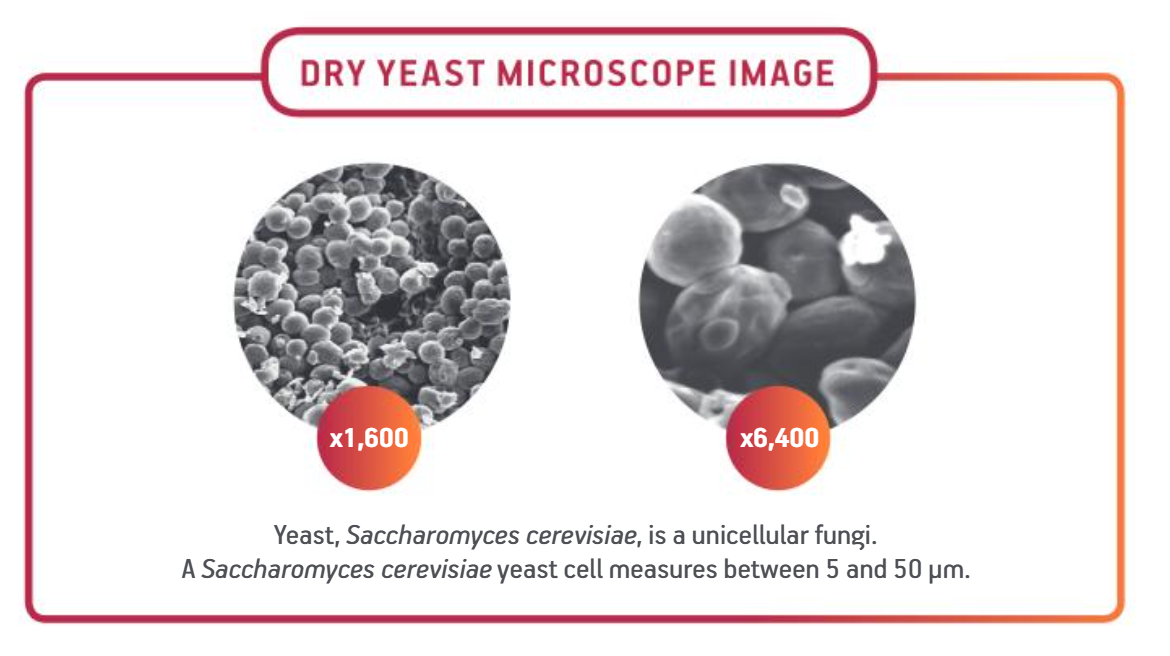 DRY YEAST MICROSCOPE IMAGE
x1,600
x6,400
Yeast, Saccharomyces cerevisiae, is a unicellular fungi.
A Saccharomyces cerevisiae yeast cell measures between 5 and 50 µm.